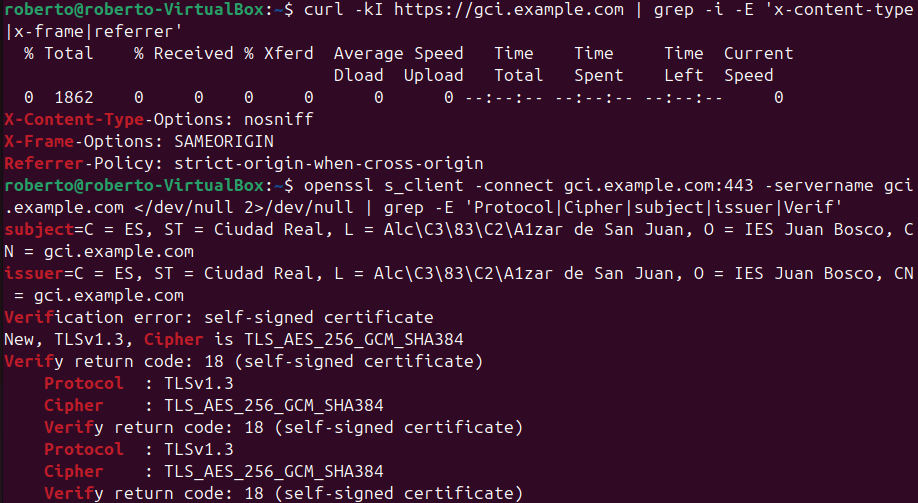 roberto@roberto-VirtualBox:~$ curl -kI https://gci.example.com | grep -i -E 'x-content-type
|x-frame|referrer'
  % Total    % Received % Xferd  Average Speed   Time    Time     Time  Current
                                 Dload  Upload   Total   Spent    Left  Speed
  0  1862    0     0    0     0      0      0 --:--:-- --:--:-- --:--:--     0
X-Content-Type-Options: nosniff
X-Frame-Options: SAMEORIGIN
Referrer-Policy: strict-origin-when-cross-origin
roberto@roberto-VirtualBox:~$ openssl s_client -connect gci.example.com:443 -servername gci
.example.com </dev/null 2>/dev/null | grep -E 'Protocol|Cipher|subject|issuer|Verif'
subject=C = ES, ST = Ciudad Real, L = Alc\C3\83\C2\A1zar de San Juan, O = IES Juan Bosco, C
N = gci.example.com
issuer=C = ES, ST = Ciudad Real, L = Alc\C3\83\C2\A1zar de San Juan, O = IES Juan Bosco, CN
 = gci.example.com
Verification error: self-signed certificate
New, TLSv1.3, Cipher is TLS_AES_256_GCM_SHA384
Verify return code: 18 (self-signed certificate)
    Protocol  : TLSv1.3
    Cipher    : TLS_AES_256_GCM_SHA384
    Verify return code: 18 (self-signed certificate)
    Protocol  : TLSv1.3
    Cipher    : TLS_AES_256_GCM_SHA384
    Verify return code: 18 (self-signed certificate)